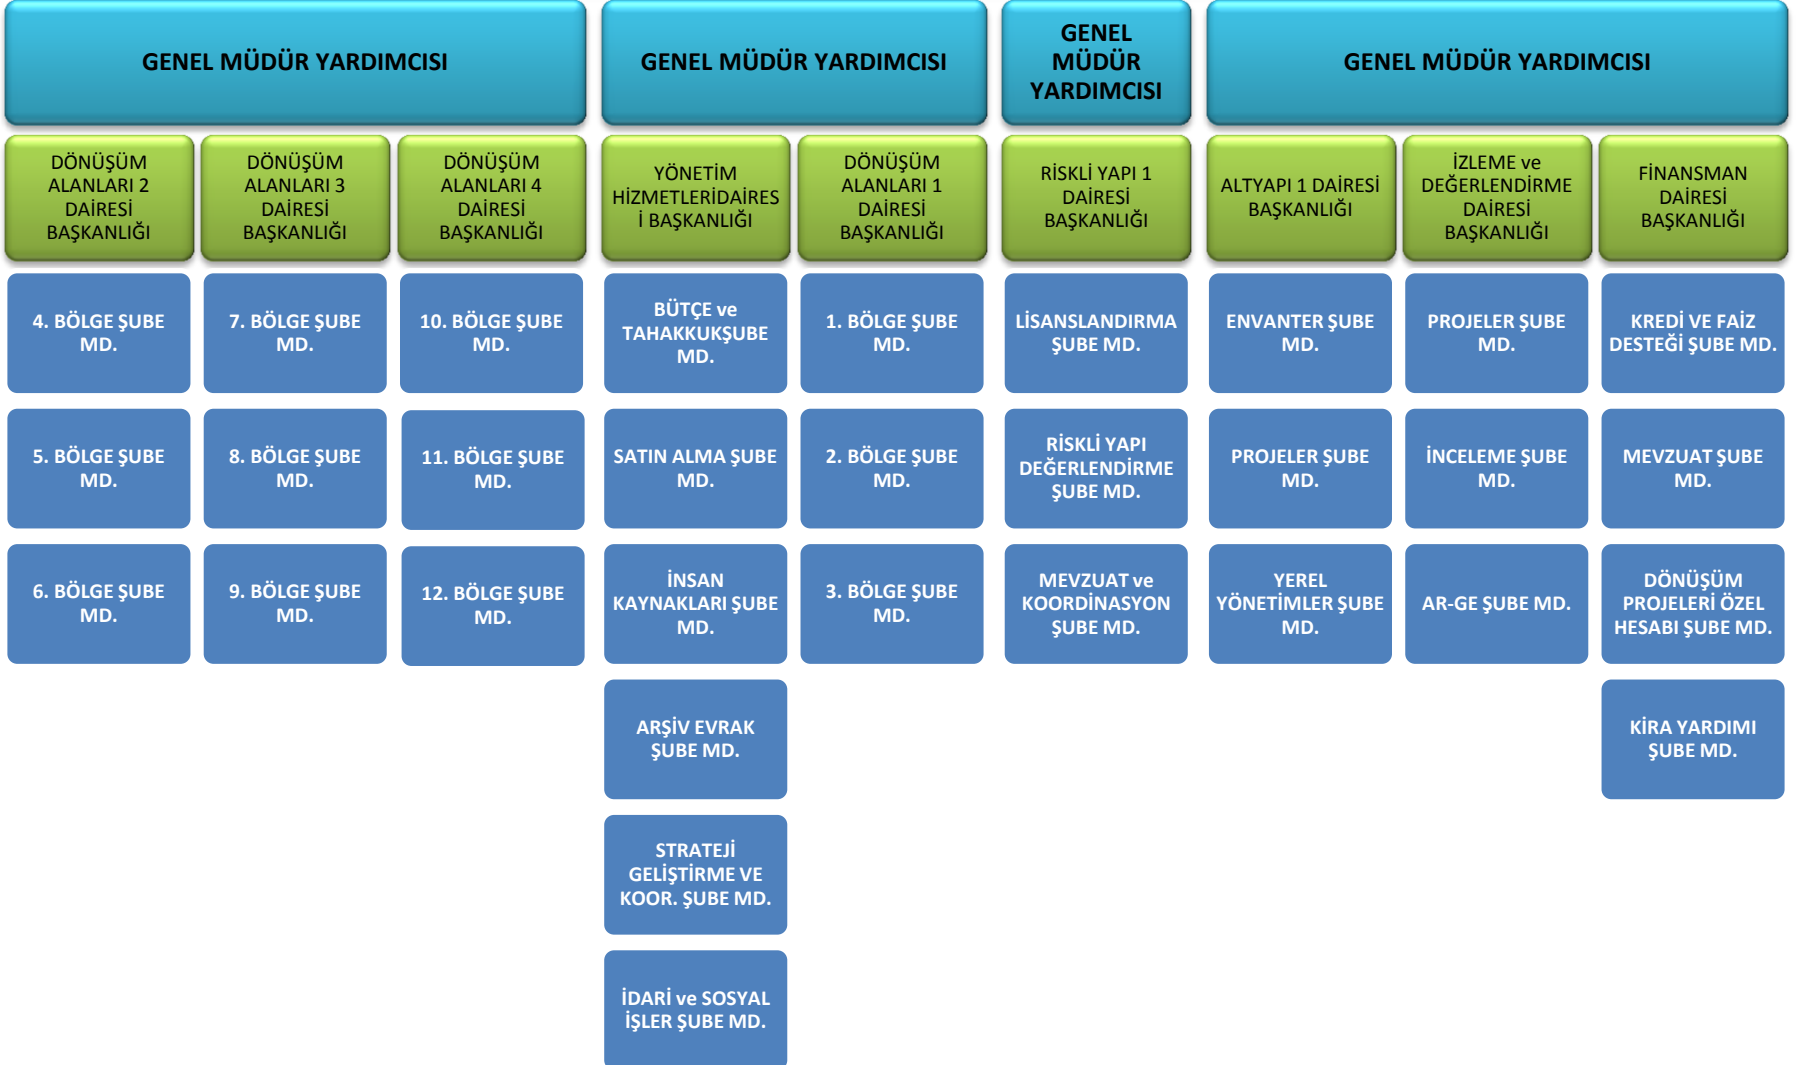 GENEL MÜDÜR YARDIMCISI
GENEL MÜDÜR YARDIMCISI
GENEL
MÜDÜR
YARDIMCISI
GENEL MÜDÜR YARDIMCISI
DÖNÜŞÜM
ALANLARI 2
DAİRESİ
BAŞKANLIĞI
DÖNÜŞÜM
ALANLARI 3
DAİRESİ
BAŞKANLIĞI
DÖNÜŞÜM
ALANLARI 4
DAİRESİ
BAŞKANLIĞI
YÖNETİM
HİZMETLERİDAİRES
İ BAŞKANLIĞI
DÖNÜŞÜM
ALANLARI 1
DAİRESİ
BAŞKANLIĞI
RİSKLİ YAPI 1
DAİRESİ
BAŞKANLIĞI
ALTYAPI 1 DAİRESİ
BAŞKANLIĞI
İZLEME ve
DEĞERLENDİRME
DAİRESİ
BAŞKANLIĞI
FİNANSMAN
DAİRESİ
BAŞKANLIĞI
4. BÖLGE ŞUBE
MD.
7. BÖLGE ŞUBE
MD.
10. BÖLGE ŞUBE
MD.
BÜTÇE ve
TAHAKKUKŞUBE
MD.
1. BÖLGE ŞUBE
MD.
LİSANSLANDIRMA
ŞUBE MD.
ENVANTER ŞUBE
MD.
PROJELER ŞUBE
MD.
KREDİ VE FAİZ
DESTEĞİ ŞUBE MD.
5. BÖLGE ŞUBE
MD.
8. BÖLGE ŞUBE
MD.
11. BÖLGE ŞUBE
MD.
SATIN ALMA ŞUBE
MD.
2. BÖLGE ŞUBE
MD.
RİSKLİ YAPI
DEĞERLENDİRME
ŞUBE MD.
PROJELER ŞUBE
MD.
İNCELEME ŞUBE
MD.
MEVZUAT ŞUBE
MD.
6. BÖLGE ŞUBE
MD.
9. BÖLGE ŞUBE
MD.
12. BÖLGE ŞUBE
MD.
İNSAN
KAYNAKLARI ŞUBE
MD.
3. BÖLGE ŞUBE
MD.
MEVZUAT ve
KOORDİNASYON
ŞUBE MD.
YEREL
YÖNETİMLER ŞUBE
MD.
AR-GE ŞUBE MD.
DÖNÜŞÜM
PROJELERİ ÖZEL
HESABI ŞUBE MD.
ARŞİV EVRAK
ŞUBE MD.
KİRA YARDIMI
ŞUBE MD.
STRATEJİ
GELİŞTİRME VE
KOOR. ŞUBE MD.
İDARİ ve SOSYAL
İŞLER ŞUBE MD.